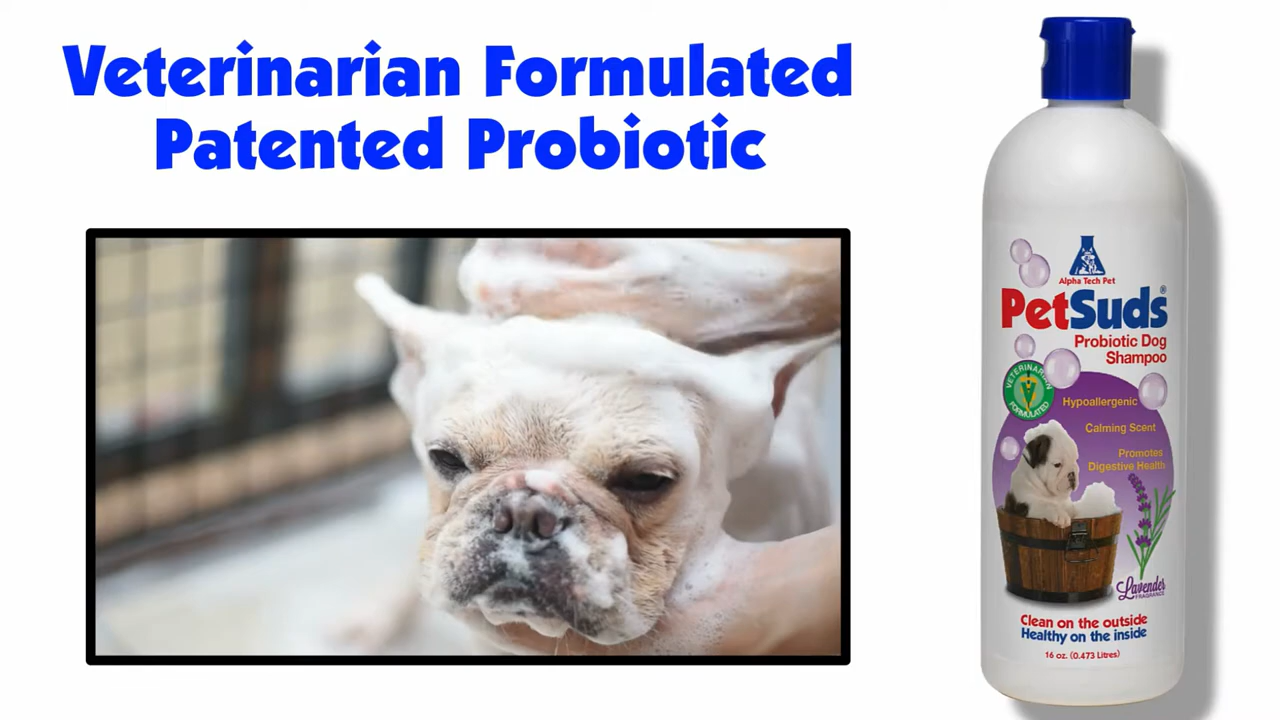 Veterinarian Formulated
Patented Probiotic
Alpha Tech Pet
PetSuds®
Probiotic Dog
Shampoo
VETERINARIAN
FORMULATED
Hypoallergenic
Calming Scent
Promotes
Digestive Health
Lavender
FRAGRANCE
Clean on the outside
Healthy on the inside
16 oz. (0.473 Litres)